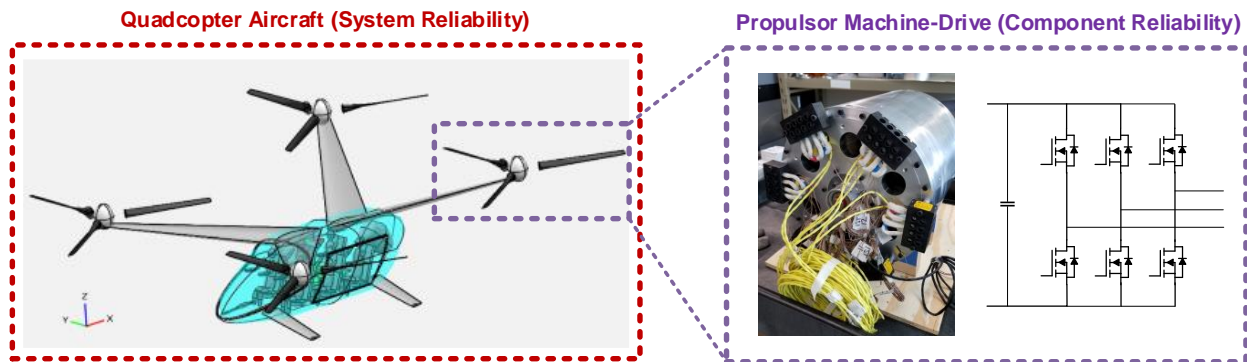 Quadcopter Aircraft (System Reliability)
Propulsor Machine-Drive (Component Reliability)
Z
Y
X